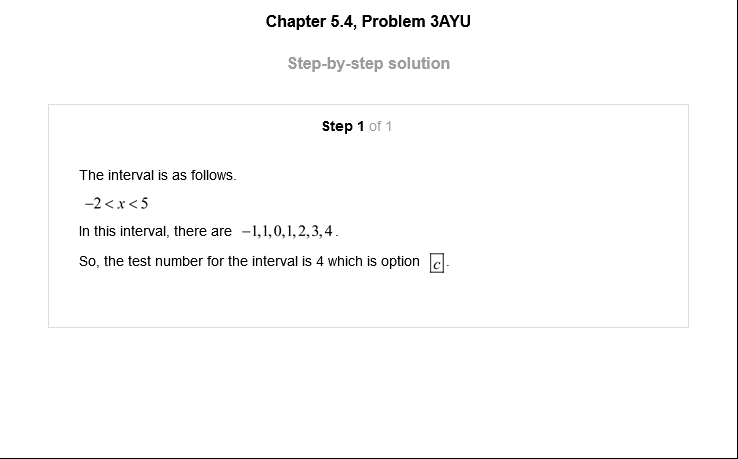 Chapter 5.4, Problem 3AYU
Step-by-step solution
Step 1 of 1
The interval is as follows.
−2 < x < 5
In this interval, there are −1,1,0,1,2,3,4.
So, the test number for the interval is 4 which is option c.